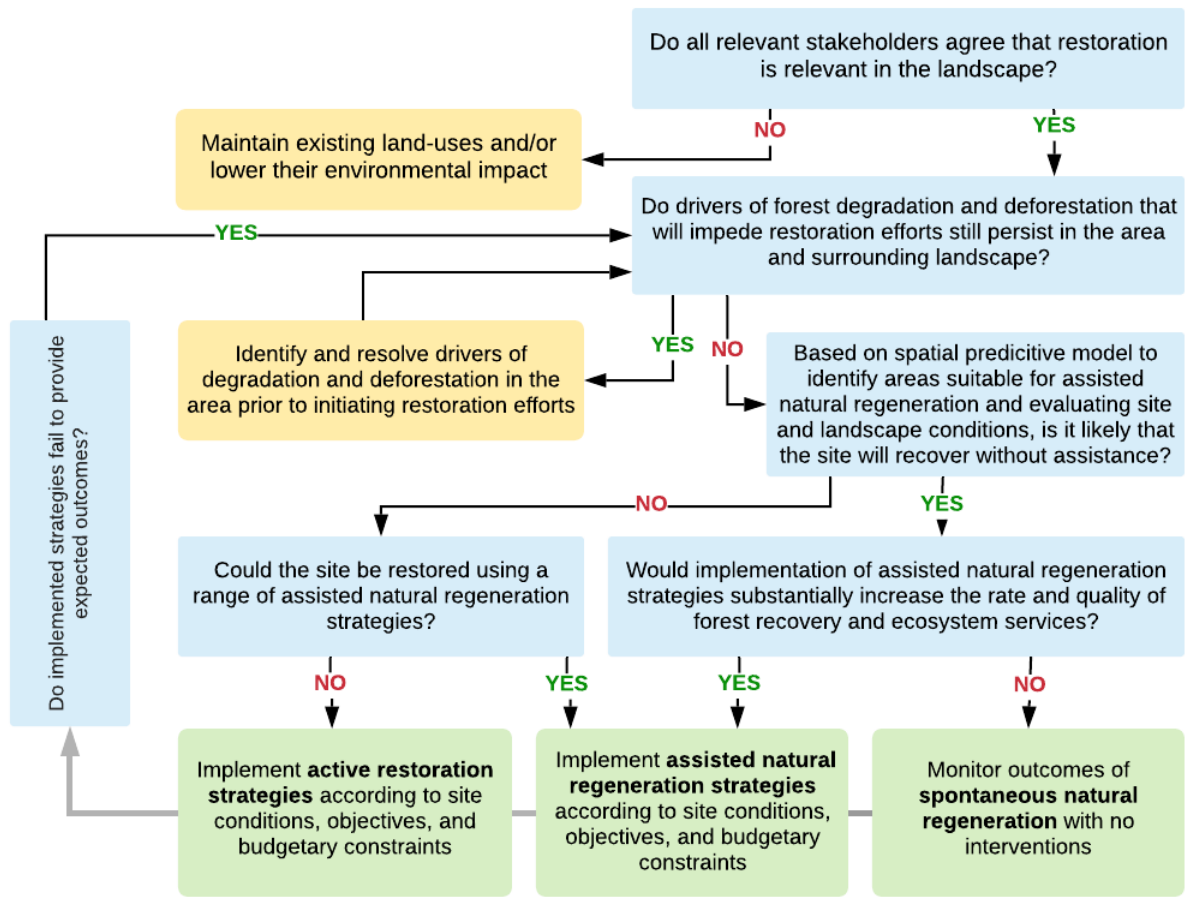 Do all relevant stakeholders agree that restoration
is relevant in the landscape?
NO
YES
Maintain existing land-uses and/or
lower their environmental impact
Do drivers of forest degradation and deforestation that
will impede restoration efforts still persist in the area
and surrounding landscape?
YES
Identify and resolve drivers of
degradation and deforestation in the
area prior to initiating restoration efforts
YES
NO
Based on spatial predicitive model to
identify areas suitable for assisted
natural regeneration and evaluating site
and landscape conditions, is it likely that
the site will recover without assistance?
NO
YES
Do implemented strategies fail to provide
expected outcomes?
Could the site be restored using a
range of assisted natural regeneration
strategies?
Would implementation of assisted natural regeneration
strategies substantially increase the rate and quality of
forest recovery and ecosystem services?
NO
YES
YES
NO
Implement active restoration
strategies according to site
conditions, objectives, and
budgetary constraints
Implement assisted natural
regeneration strategies
according to site conditions,
objectives, and budgetary
constraints
Monitor outcomes of
spontaneous natural
regeneration with no
interventions